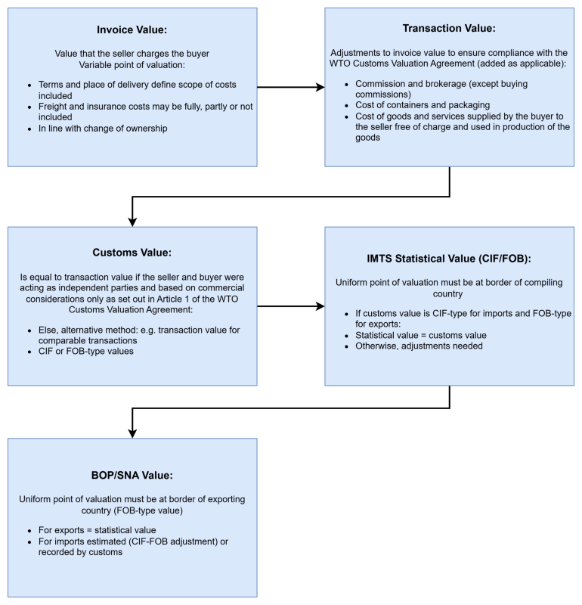 Invoice Value:
Value that the seller charges the buyer
Variable point of valuation:
• Terms and place of delivery define scope of costs
included
• Freight and insurance costs may be fully, partly or not
included
• In line with change of ownership
Transaction Value:
Adjustments to invoice value to ensure compliance with the
WTO Customs Valuation Agreement (added as applicable):
• Commission and brokerage (except buying
commissions)
• Cost of containers and packaging
• Cost of goods and services supplied by the buyer to
the seller free of charge and used in production of the
goods
Customs Value:
Is equal to transaction value if the seller and buyer were
acting as independent parties and based on commercial
considerations only as set out in Article 1 of the WTO
Customs Valuation Agreement:
• Else, alternative method: e.g. transaction value for
comparable transactions
• CIF or FOB-type values
IMTS Statistical Value (CIF/FOB):
Uniform point of valuation must be at border of compiling
country
• If customs value is CIF-type for imports and FOB-type
for exports:
• Statistical value = customs value
• Otherwise, adjustments needed
BOP/SNA Value:
Uniform point of valuation must be at border of exporting
country (FOB-type value)
• For exports = statistical value
• For imports estimated (CIF-FOB adjustment) or
recorded by customs